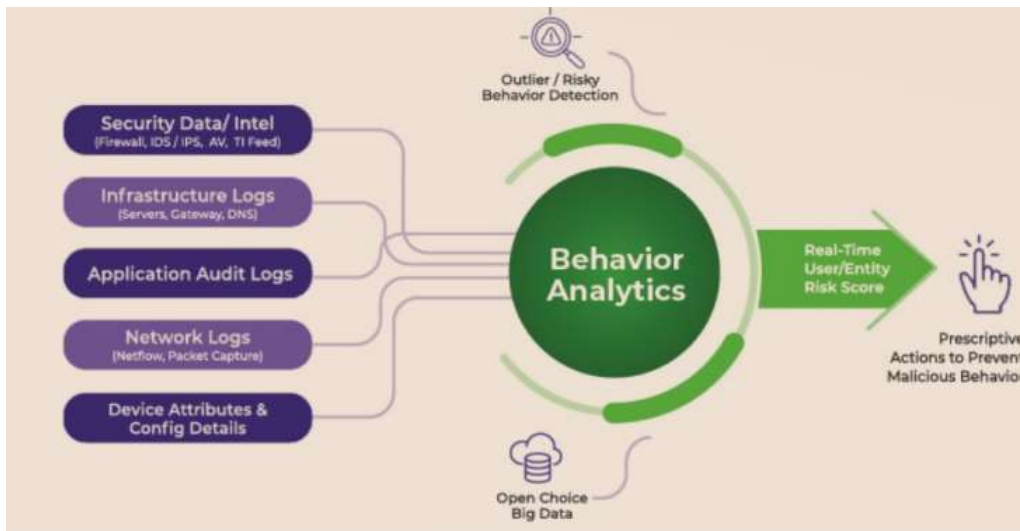 Outlier / Risky
Behavior Detection
Security Data/ Intel
(Firewall, IDS / IPS, AV, TI Feed)
Infrastructure Logs
(Servers, Gateway, DNS)
Application Audit Logs
Network Logs
(Netflow, Packet Capture)
Device Attributes &
Config Details
Behavior
Analytics
Real-Time
User/Entity
Risk Score
Prescriptive
Actions to Prevent
Malicious Behavior
Open Choice
Big Data